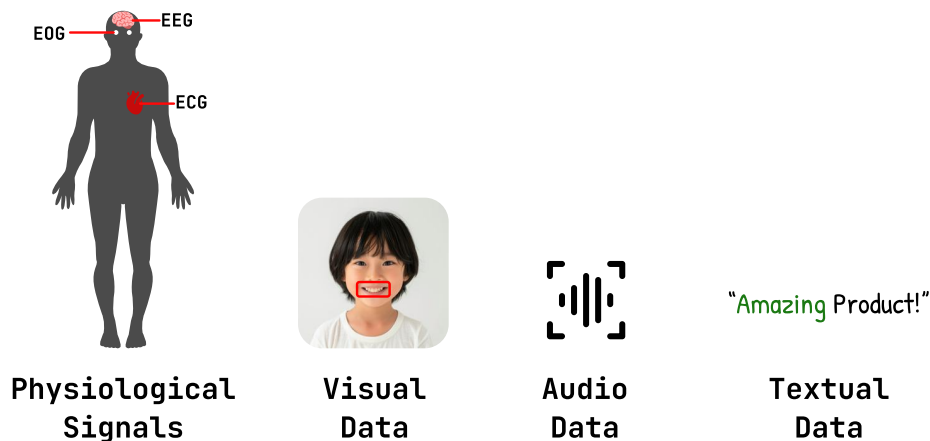 EEG
EOG
ECG
“Amazing Product!”
Physiological
Signals
Visual
Data
Audio
Data
Textual
Data